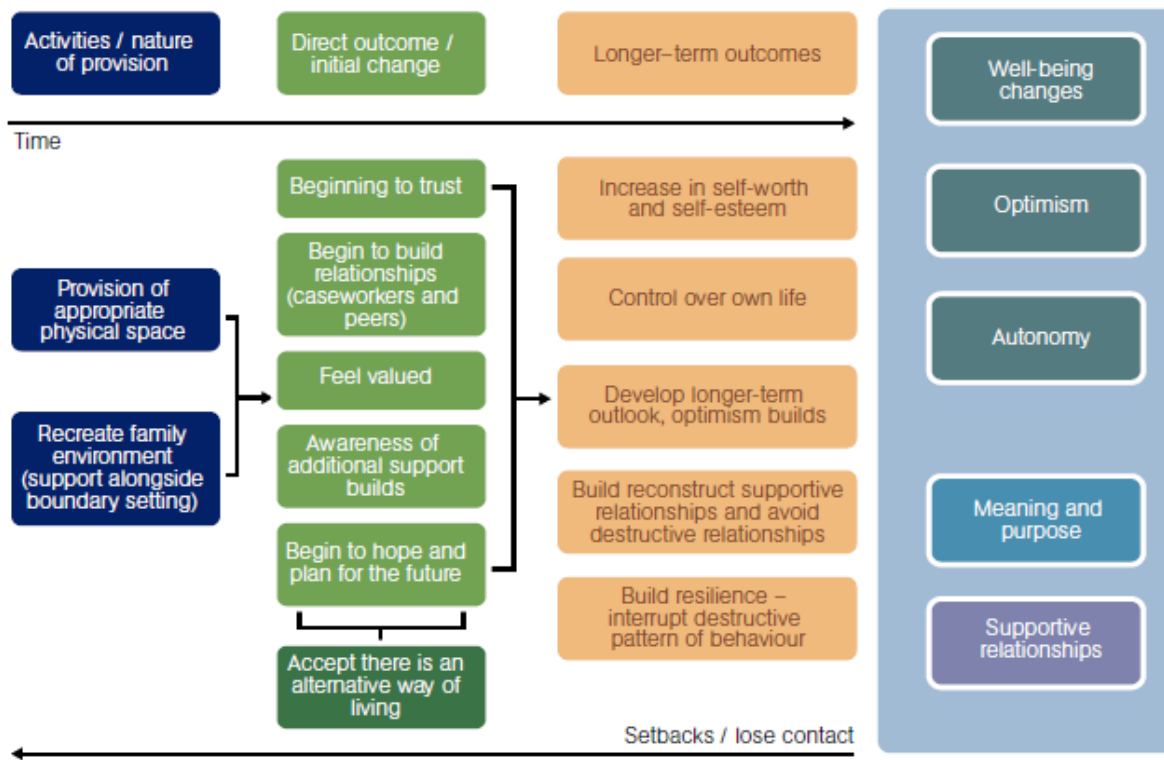 Activities / nature
of provision
Direct outcome /
initial change
Longer–term outcomes
Well-being
changes
Time
Provision of
appropriate
physical space
Recreate family
environment
(support alongside
boundary setting)
Beginning to trust
Begin to build
relationships
(caseworkers and
peers)
Feel valued
Awareness of
additional support
builds
Begin to hope and
plan for the future
Accept there is an
alternative way of
living
Increase in self-worth
and self-esteem
Control over own life
Develop longer-term
outlook, optimism builds
Build reconstruct supportive
relationships and avoid
destructive relationships
Build resilience –
interrupt destructive
pattern of behaviour
Optimism
Autonomy
Meaning and
purpose
Supportive
relationships
Setbacks / lose contact